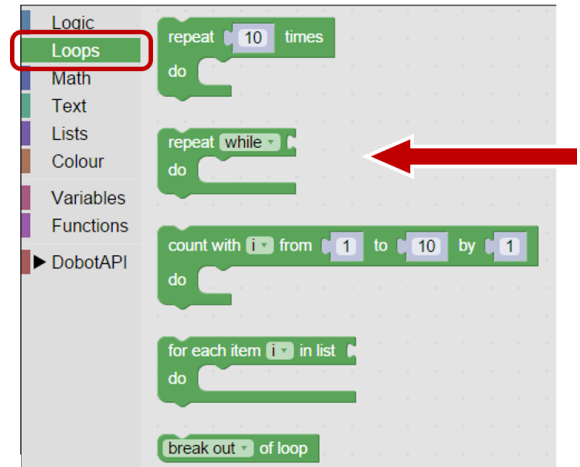 Logic
Loops
Math
Text
Lists
Colour
Variables
Functions
DobotAPI
repeat 10 times
do
repeat while
do
count with i from 1 to 10 by 1
do
for each item i in list
do
break out of loop